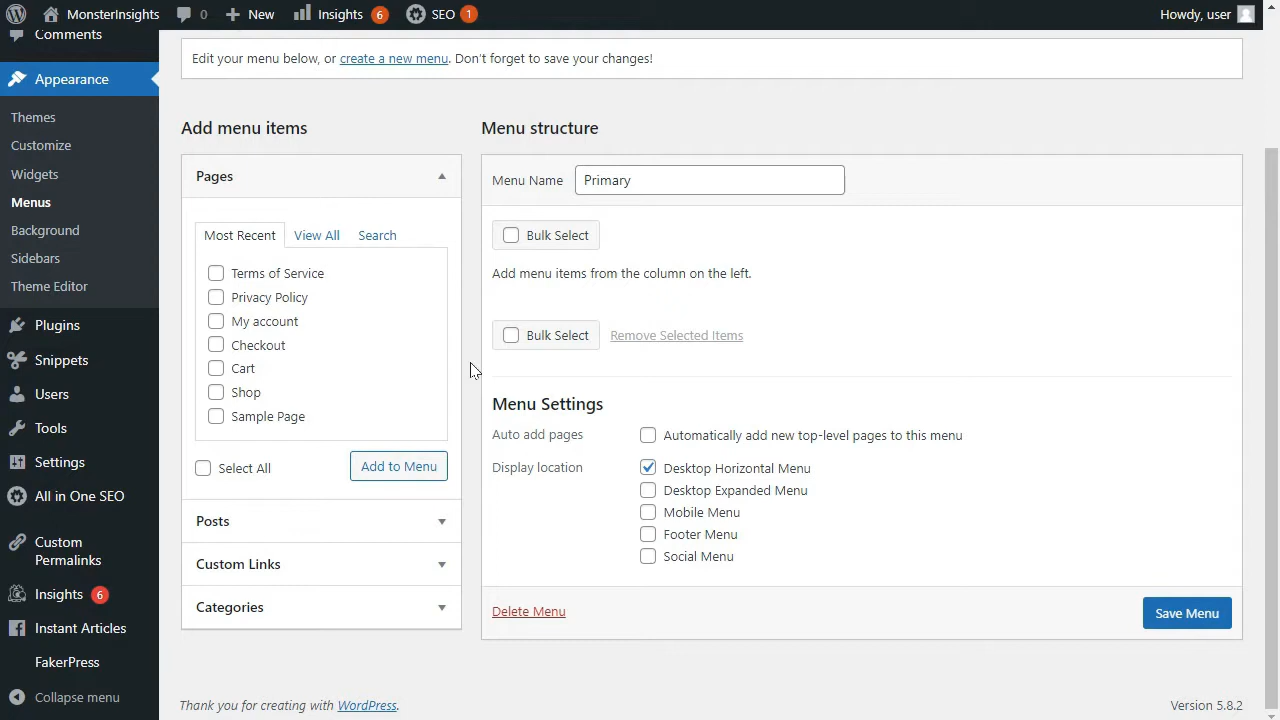 MonsterInsights 0 New Insights 6 SEO 1 Howdy, user
Comments
Appearance
Themes
Customize
Widgets
Menus
Background
Sidebars
Theme Editor
Plugins
Snippets
Users
Tools
Settings
All in One SEO
Custom
Permalinks
Insights 6
Instant Articles
FakerPress
Collapse menu
Edit your menu below, or create a new menu. Don't forget to save your changes!
Add menu items
Pages
Most Recent View All Search
Terms of Service
Privacy Policy
My account
Checkout
Cart
Shop
Sample Page
Select All Add to Menu
Posts
Custom Links
Categories
Menu structure
Menu Name Primary
Bulk Select
Add menu items from the column on the left.
Bulk Select Remove Selected Items
Menu Settings
Auto add pages Automatically add new top-level pages to this menu
Display location Desktop Horizontal Menu
Desktop Expanded Menu
Mobile Menu
Footer Menu
Social Menu
Delete Menu Save Menu
Thank you for creating with WordPress. Version 5.8.2